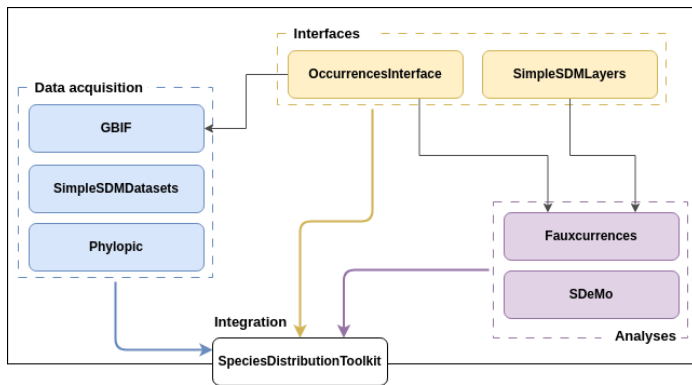 Interfaces
OccurrencesInterface
SimpleSDMLayers
Data acquisition
GBIF
SimpleSDMDatasets
Phylopic
Fauxcurrences
SDeMo
Analyses
Integration
SpeciesDistributionToolkit